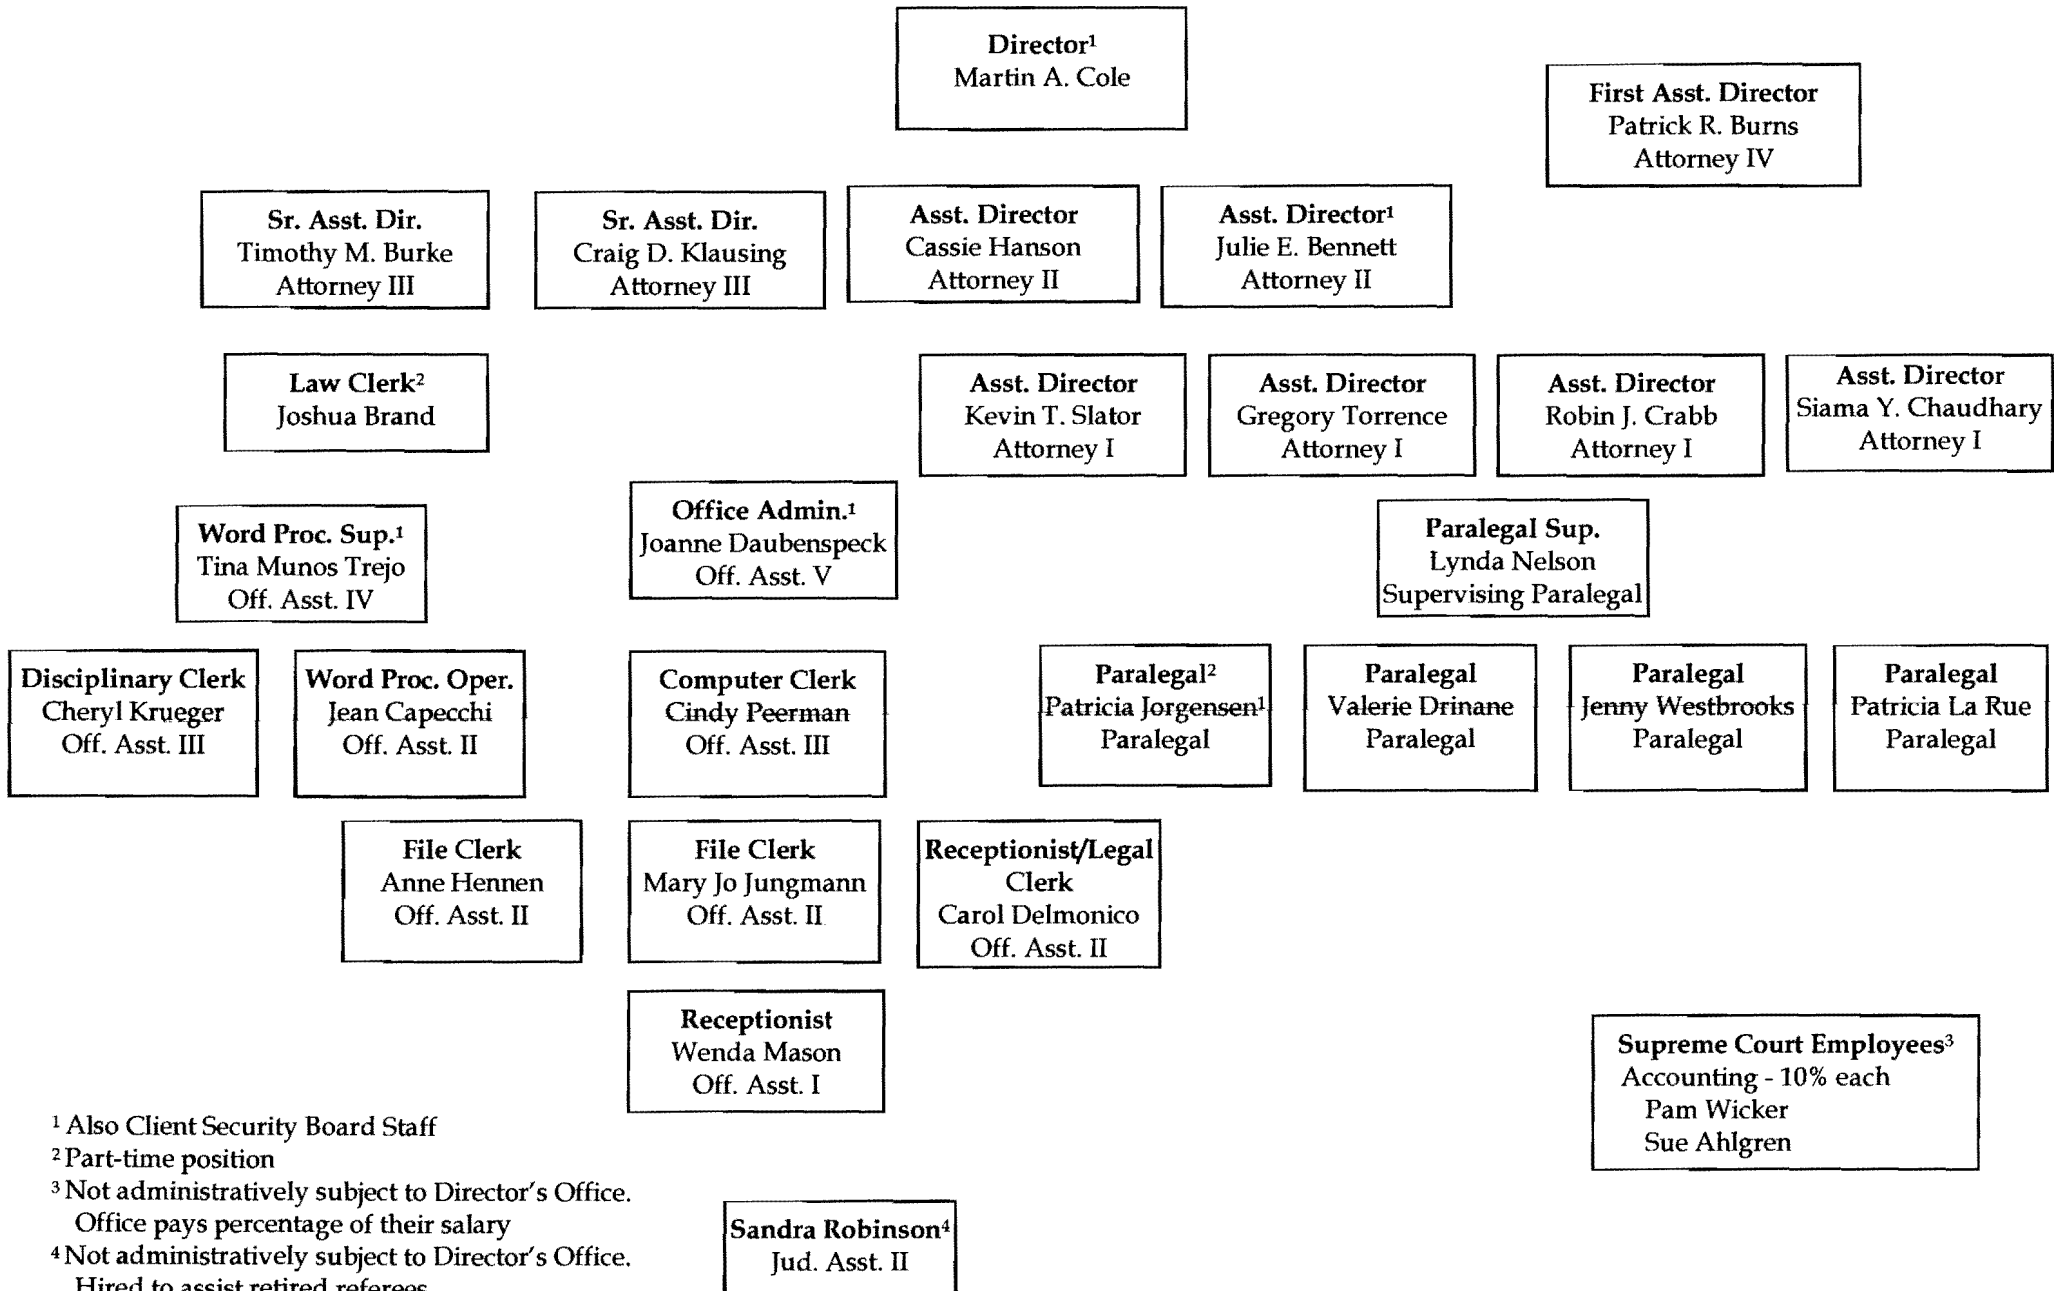 Director¹
Martin A. Cole
First Asst. Director
Patrick R. Burns
Attorney IV
Sr. Asst. Dir.
Timothy M. Burke
Attorney III
Sr. Asst. Dir.
Craig D. Klausing
Attorney III
Asst. Director
Cassie Hanson
Attorney II
Asst. Director¹
Julie E. Bennett
Attorney II
Law Clerk²
Joshua Brand
Asst. Director
Kevin T. Slator
Attorney I
Asst. Director
Gregory Torrence
Attorney I
Asst. Director
Robin J. Crabb
Attorney I
Asst. Director
Siama Y. Chaudhary
Attorney I
Word Proc. Sup.¹
Tina Munos Trejo
Off. Asst. IV
Office Admin.¹
Joanne Daubenspeck
Off. Asst. V
Paralegal Sup.
Lynda Nelson
Supervising Paralegal
Disciplinary Clerk
Cheryl Krueger
Off. Asst. III
Word Proc. Oper.
Jean Capecchi
Off. Asst. II
Computer Clerk
Cindy Peerman
Off. Asst. III
Paralegal²
Patricia Jorgensen¹
Paralegal
Paralegal
Valerie Drinane
Paralegal
Paralegal
Jenny Westbrooks
Paralegal
Paralegal
Patricia La Rue
Paralegal
File Clerk
Anne Hennen
Off. Asst. II
File Clerk
Mary Jo Jungmann
Off. Asst. II
Receptionist/Legal
Clerk
Carol Delmonico
Off. Asst. II
Receptionist
Wenda Mason
Off. Asst. I
Supreme Court Employees³
Accounting - 10% each
Pam Wicker
Sue Ahlgren
¹ Also Client Security Board Staff
² Part-time position
³ Not administratively subject to Director's Office.
Office pays percentage of their salary
⁴ Not administratively subject to Director's Office.
Hired to assist retired referees
Sandra Robinson⁴
Jud. Asst. II